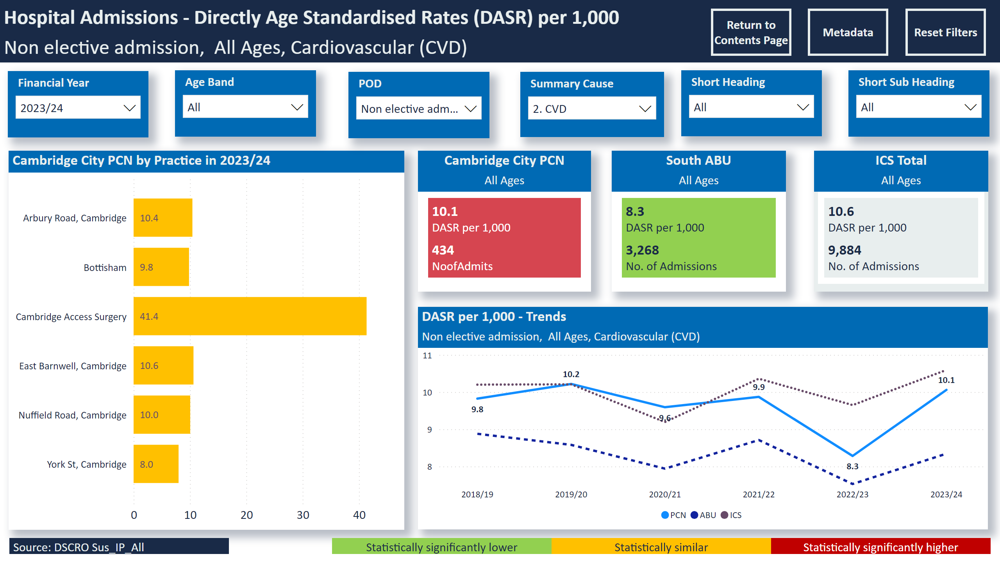 Hospital Admissions - Directly Age Standardised Rates (DASR) per 1,000
Non elective admission,  All Ages, Cardiovascular (CVD)
Return to
Contents Page
Metadata
Reset Filters
Financial Year
2023/24
Age Band
All
POD
Non elective adm...
Summary Cause
2. CVD
Short Heading
All
Short Sub Heading
All
Cambridge City PCN by Practice in 2023/24
Arbury Road, Cambridge
10.4
Bottisham
9.8
Cambridge Access Surgery
41.4
East Barnwell, Cambridge
10.6
Nuffield Road, Cambridge
10.0
York St, Cambridge
8.0
0 10 20 30 40
Cambridge City PCN
All Ages
10.1
DASR per 1,000
434
NoofAdmits
South ABU
All Ages
8.3
DASR per 1,000
3,268
No. of Admissions
ICS Total
All Ages
10.6
DASR per 1,000
9,884
No. of Admissions
DASR per 1,000 - Trends
Non elective admission,  All Ages, Cardiovascular (CVD)
11
10
9
8
9.8
10.2
9.6
9.9
8.3
10.1
2018/19 2019/20 2020/21 2021/22 2022/23 2023/24
PCN ABU ICS
Source: DSCRO Sus_IP_All
Statistically significantly lower
Statistically similar
Statistically significantly higher